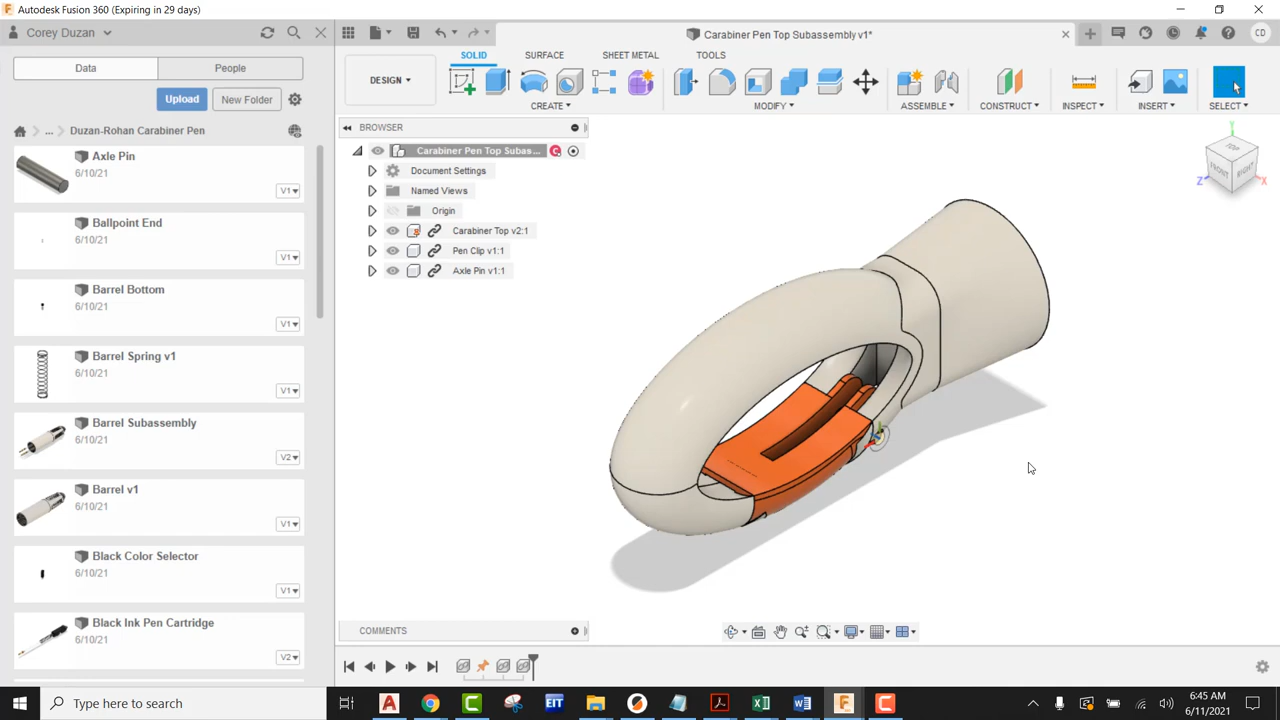 Autodesk Fusion 360 (Expiring in 29 days)
Corey Duzan
Carabiner Pen Top Subassembly v1*
CD
Data
People
Upload
New Folder
... Duzan-Rohan Carabiner Pen
Axle Pin
6/10/21
V1
Ballpoint End
6/10/21
V1
Barrel Bottom
6/10/21
V1
Barrel Spring v1
6/10/21
V1
Barrel Subassembly
6/10/21
V2
Barrel v1
6/10/21
V1
Black Color Selector
6/10/21
V1
Black Ink Pen Cartridge
6/10/21
V2
DESIGN
SOLID
SURFACE
SHEET METAL
TOOLS
CREATE
MODIFY
ASSEMBLE
CONSTRUCT
INSPECT
INSERT
SELECT
BROWSER
Carabiner Pen Top Subas...
Document Settings
Named Views
Origin
Carabiner Top v2:1
Pen Clip v1:1
Axle Pin v1:1
Y
TOP
FRONT
RIGHT
Z
X
COMMENTS
Type here to search
EIT
6:45 AM
6/11/2021